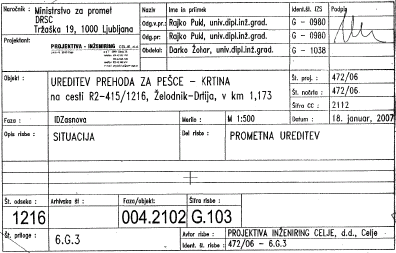 Naročnik : Ministrstvo za promet
DRSC
Tržaška 19, 1000 Ljubljana
Projektant:
PROJEKTIVA - INŽENIRING CELJE, d.d.
Ime in priimek
Ident.št. IZS
Podpis
Odg.v.pr.: Rajko Pukl, univ.dipl.inž.grad. G - 0980
Odg.pr: Rajko Pukl, univ.dipl.inž.grad. G - 0980
Obdelal: Darko Žohar, univ.dipl.inž.grad. G - 1038
Objekt :
UREDITEV PREHODA ZA PEŠCE - KRTINA
na cesti R2-415/1216, Želodnik-Drtija, v km 1,173
Št. proj. : 472/06
Št. načrta : 472/06
Šifra CC : 2112
Faza : IDZasnova
Merilo : M 1:500
Datum : 18. januar, 2007
Opis risbe : SITUACIJA
Del risbe : PROMETNA UREDITEV
Št. odseka : 1216
Arhivska št :
Faza/objekt: 004.2102
Šifra risbe : G.103
Št. priloge : 6.G.3
Avtor risbe : PROJEKTIVA INŽENIRING CELJE, d.d., Celje
Ident. št. risbe : 472/06 - 6.G.3